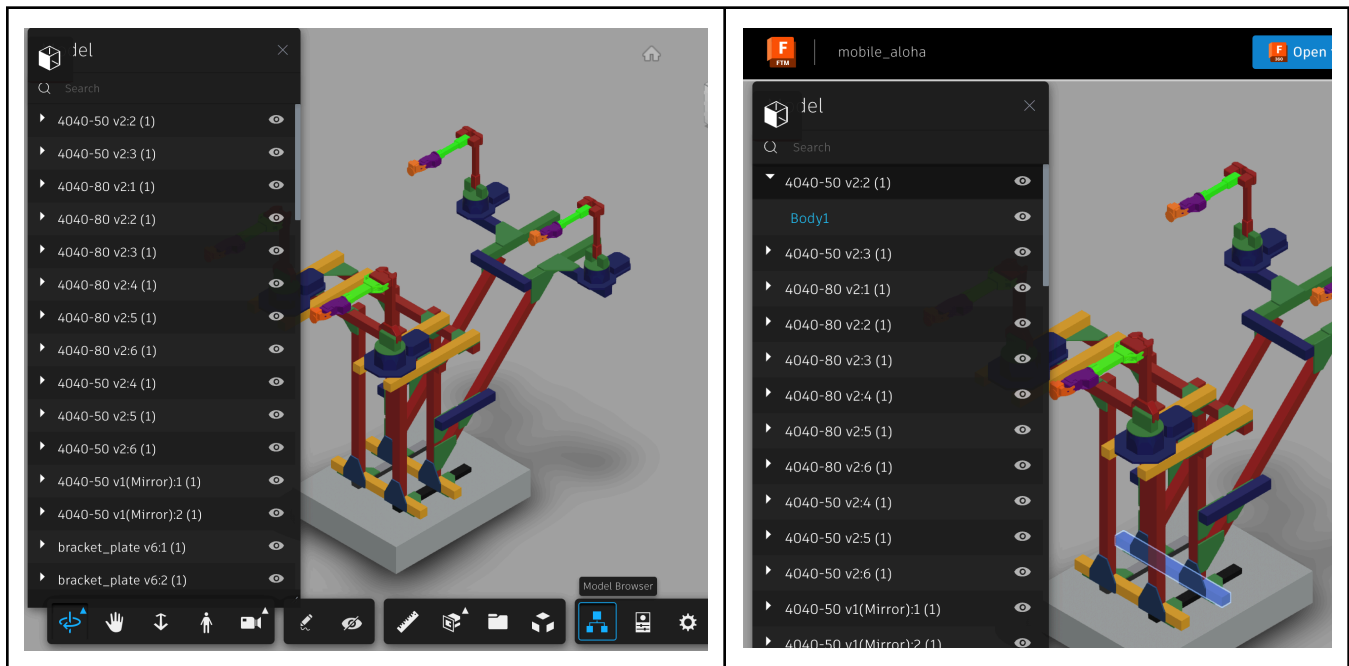 del
Search
4040-50 v2:2 (1)
4040-50 v2:3 (1)
4040-80 v2:1 (1)
4040-80 v2:2 (1)
4040-80 v2:3 (1)
4040-80 v2:4 (1)
4040-80 v2:5 (1)
4040-80 v2:6 (1)
4040-50 v2:4 (1)
4040-50 v2:5 (1)
4040-50 v2:6 (1)
4040-50 v1(Mirror):1 (1)
4040-50 v1(Mirror):2 (1)
bracket_plate v6:1 (1)
bracket_plate v6:2 (1)
Model Browser
F
FTM
mobile_aloha
F
360
Open
del
Search
4040-50 v2:2 (1)
Body1
4040-50 v2:3 (1)
4040-80 v2:1 (1)
4040-80 v2:2 (1)
4040-80 v2:3 (1)
4040-80 v2:4 (1)
4040-80 v2:5 (1)
4040-80 v2:6 (1)
4040-50 v2:4 (1)
4040-50 v2:5 (1)
4040-50 v2:6 (1)
4040-50 v1(Mirror):1 (1)
4040-50 v1(Mirror):2 (1)